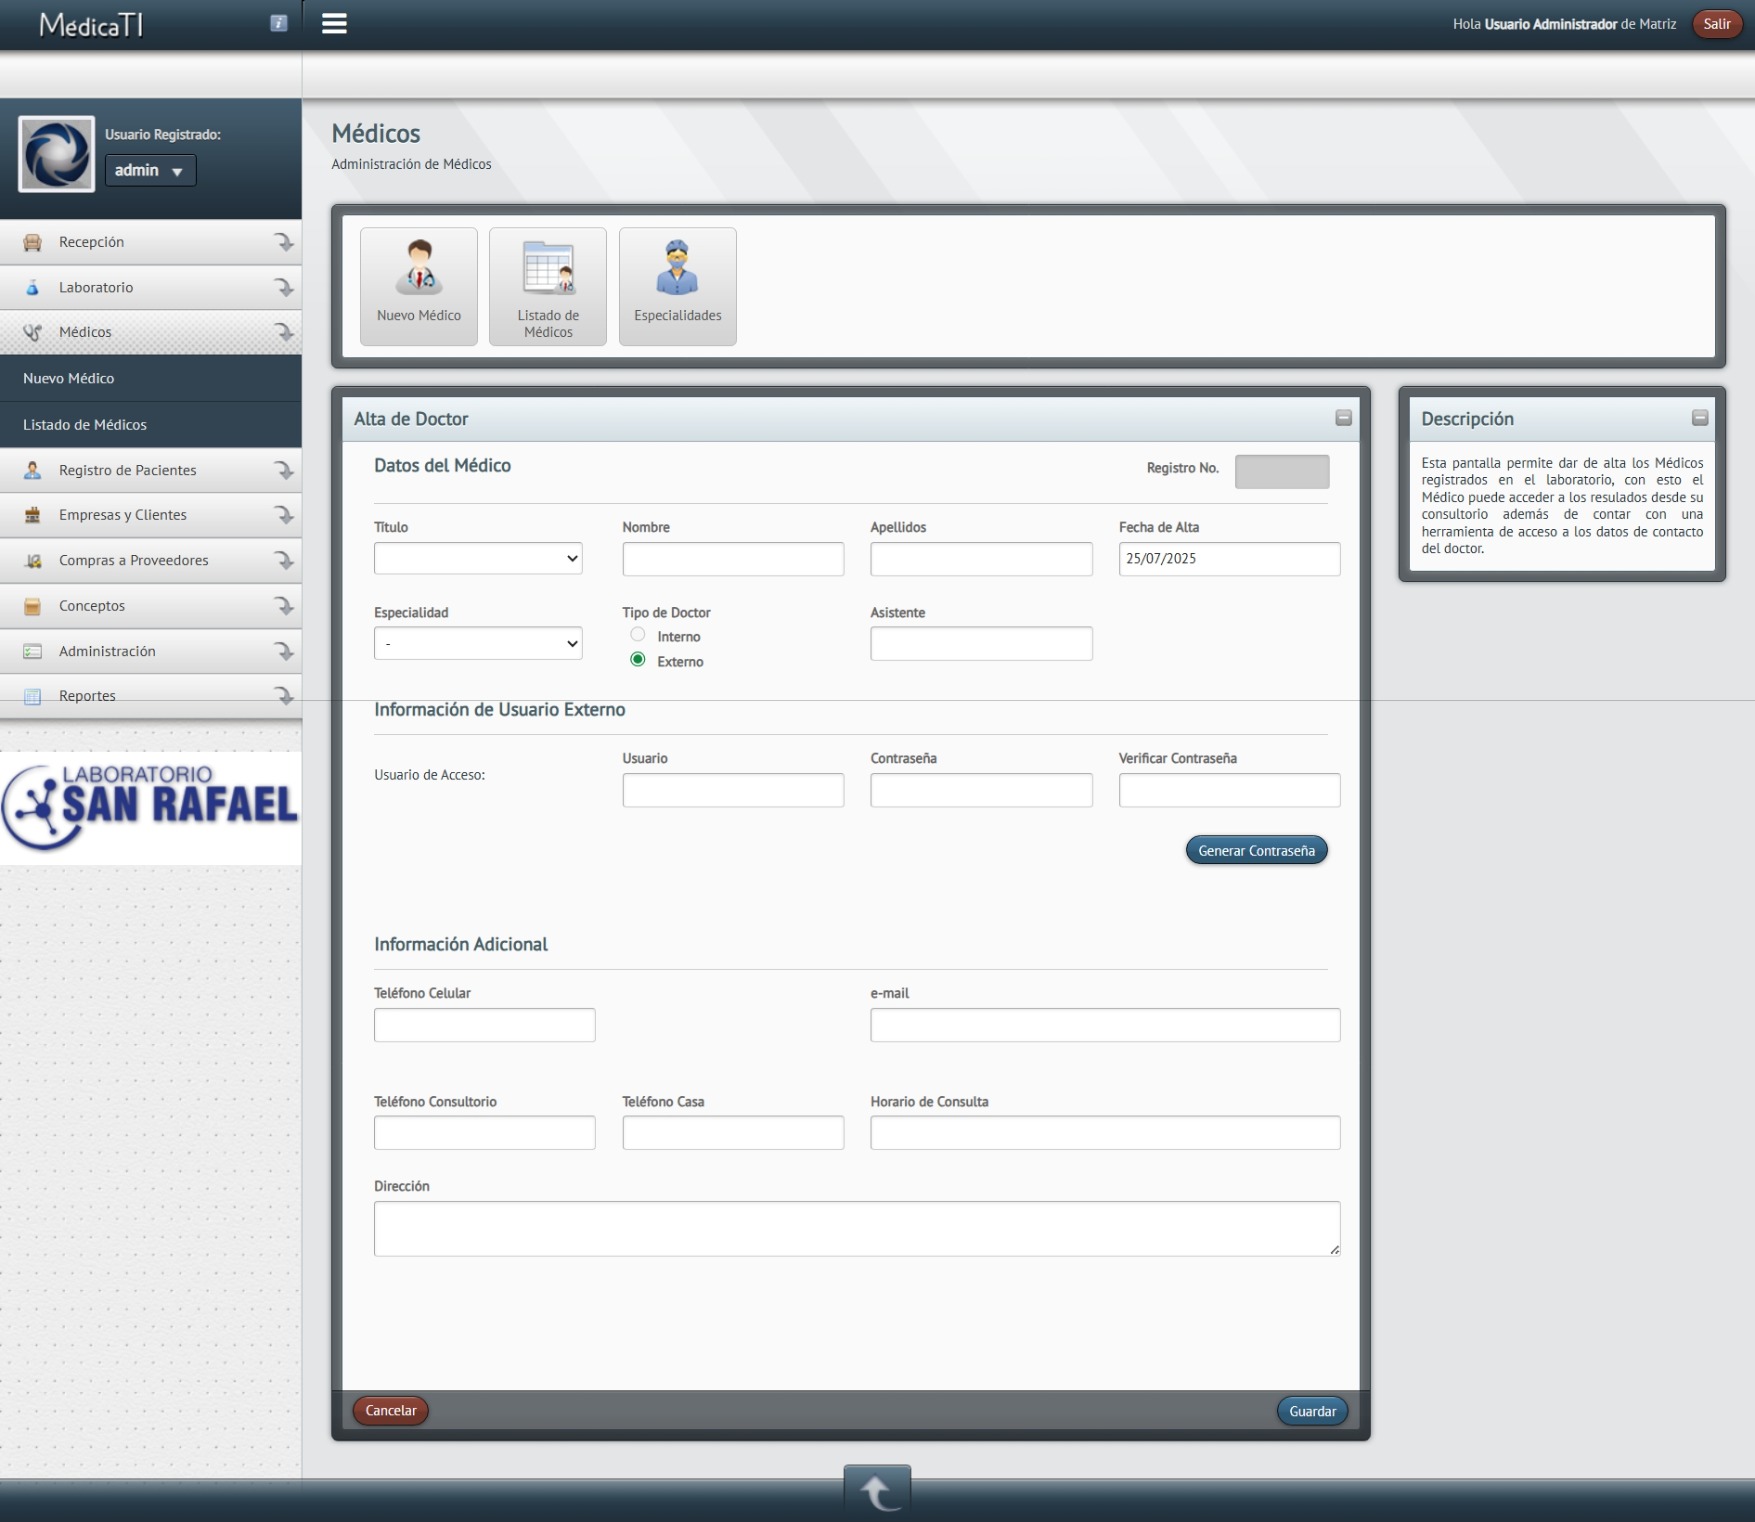 MédicaTI
Hola Usuario Administrador de Matriz
Salir
Usuario Registrado:
admin
Recepción
Laboratorio
Médicos
Nuevo Médico
Listado de Médicos
Registro de Pacientes
Empresas y Clientes
Compras a Proveedores
Conceptos
Administración
Reportes
LABORATORIO
SAN RAFAEL
Médicos
Administración de Médicos
Nuevo Médico
Listado de
Médicos
Especialidades
Alta de Doctor
Datos del Médico
Registro No.
Título
Nombre
Apellidos
Fecha de Alta
25/07/2025
Especialidad
Tipo de Doctor
Asistente
-
Interno
Externo
Información de Usuario Externo
Usuario de Acceso:
Usuario
Contraseña
Verificar Contraseña
Generar Contraseña
Información Adicional
Teléfono Celular
e-mail
Teléfono Consultorio
Teléfono Casa
Horario de Consulta
Dirección
Cancelar
Guardar
Descripción
Esta pantalla permite dar de alta los Médicos
registrados en el laboratorio, con esto el
Médico puede acceder a los resulados desde su
consultorio además de contar con una
herramienta de acceso a los datos de contacto
del doctor.